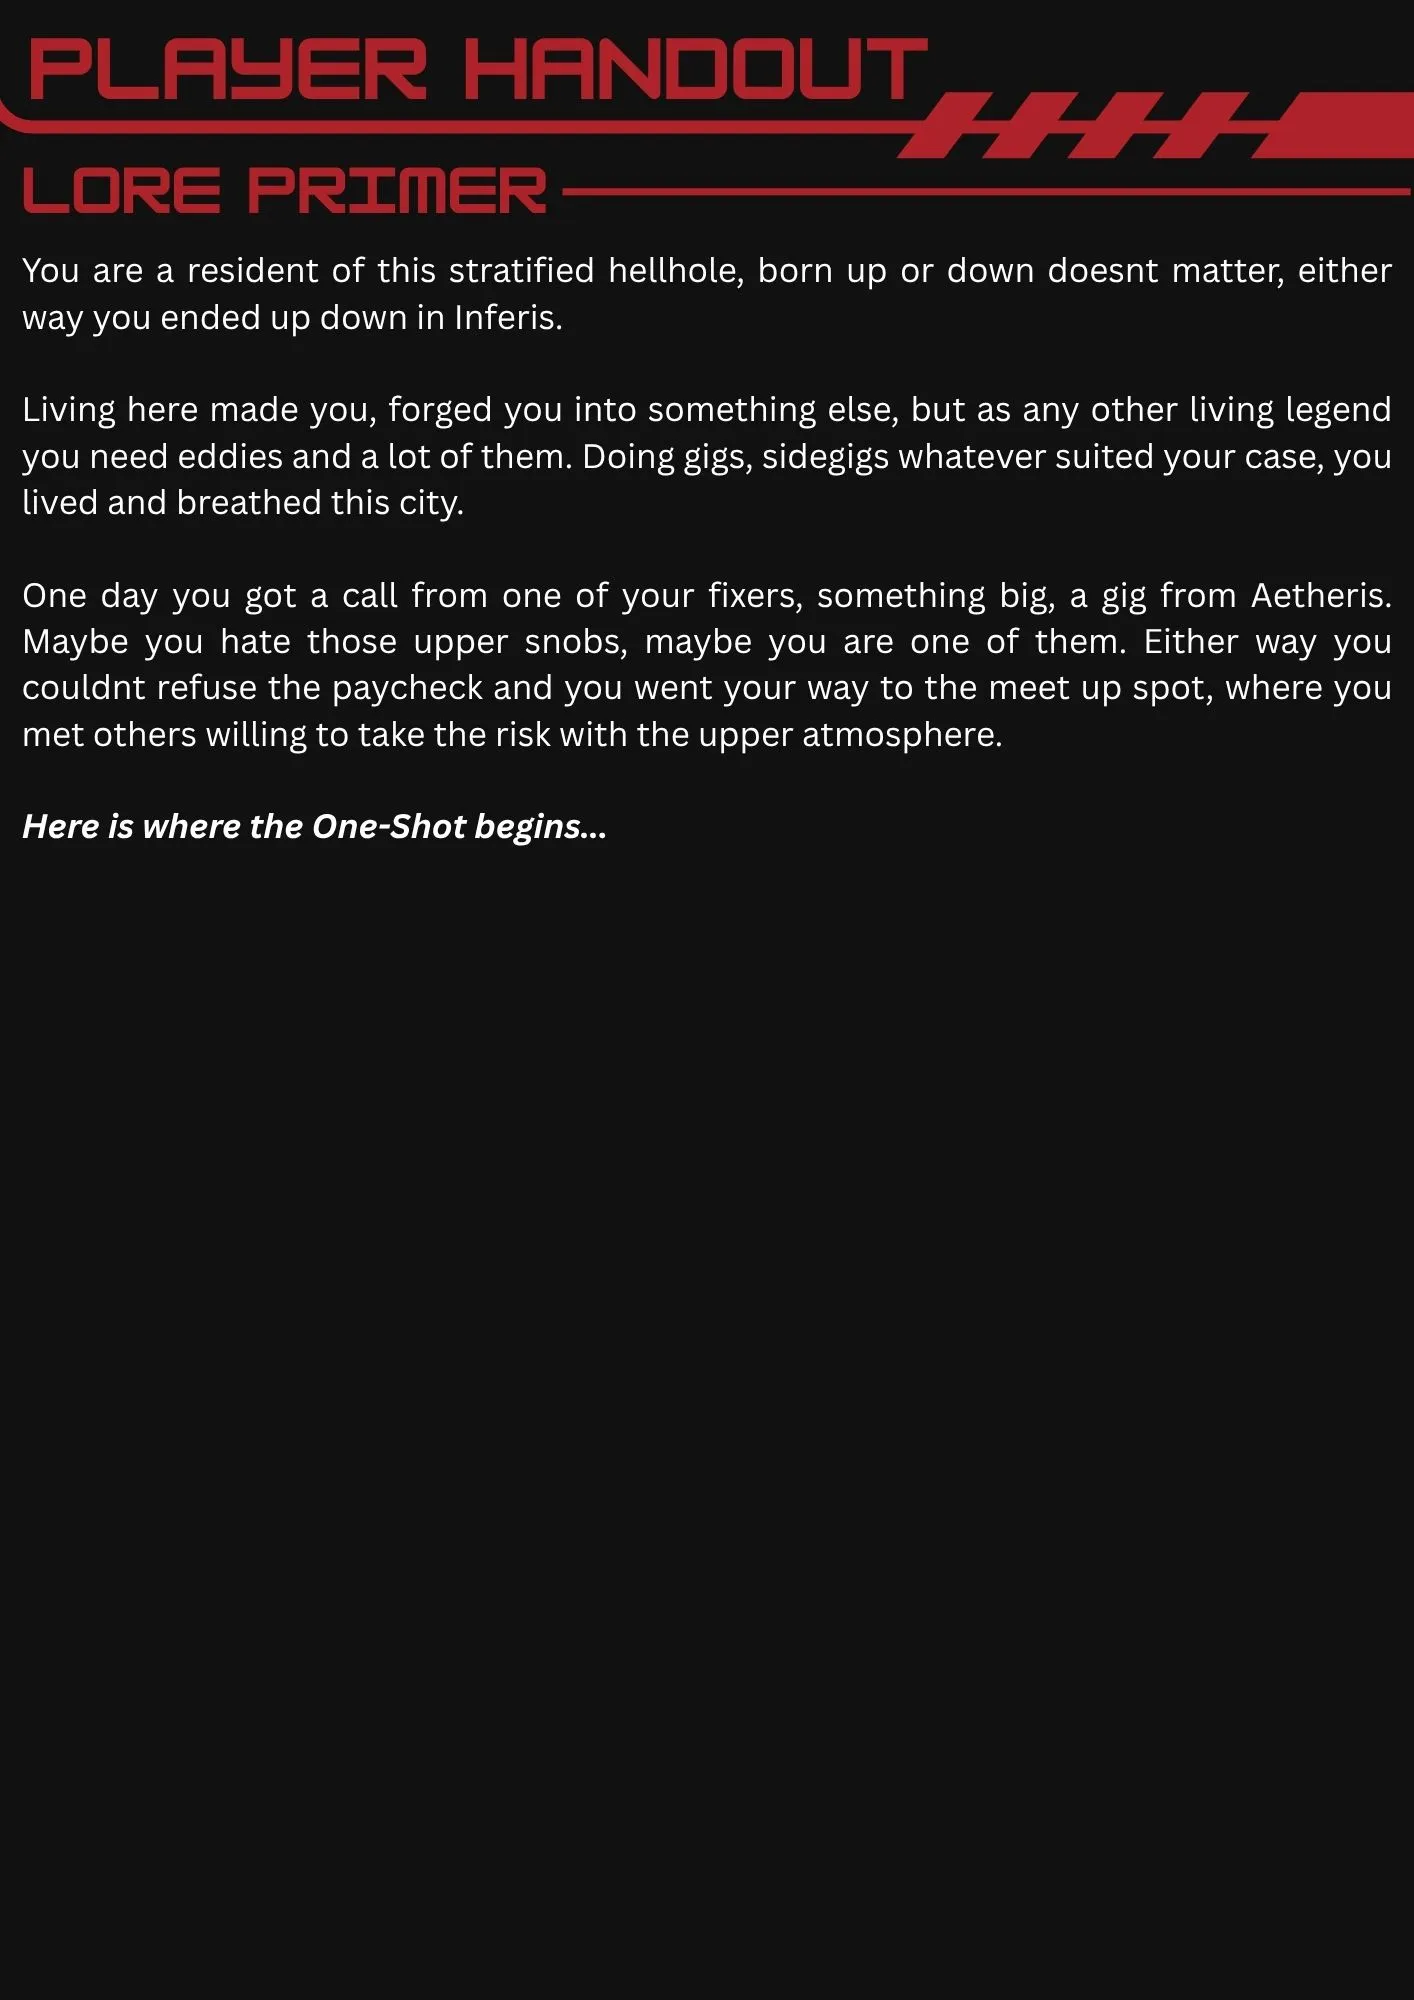 PLAYER HANDOUT
LORE PRIMER
You are a resident of this stratified hellhole, born up or down doesnt matter, either
way you ended up down in Inferis.
Living here made you, forged you into something else, but as any other living legend
you need eddies and a lot of them. Doing gigs, sidegigs whatever suited your case, you
lived and breathed this city.
One day you got a call from one of your fixers, something big, a gig from Aetheris.
Maybe you hate those upper snobs, maybe you are one of them. Either way you
couldnt refuse the paycheck and you went your way to the meet up spot, where you
met others willing to take the risk with the upper atmosphere.
Here is where the One-Shot begins...